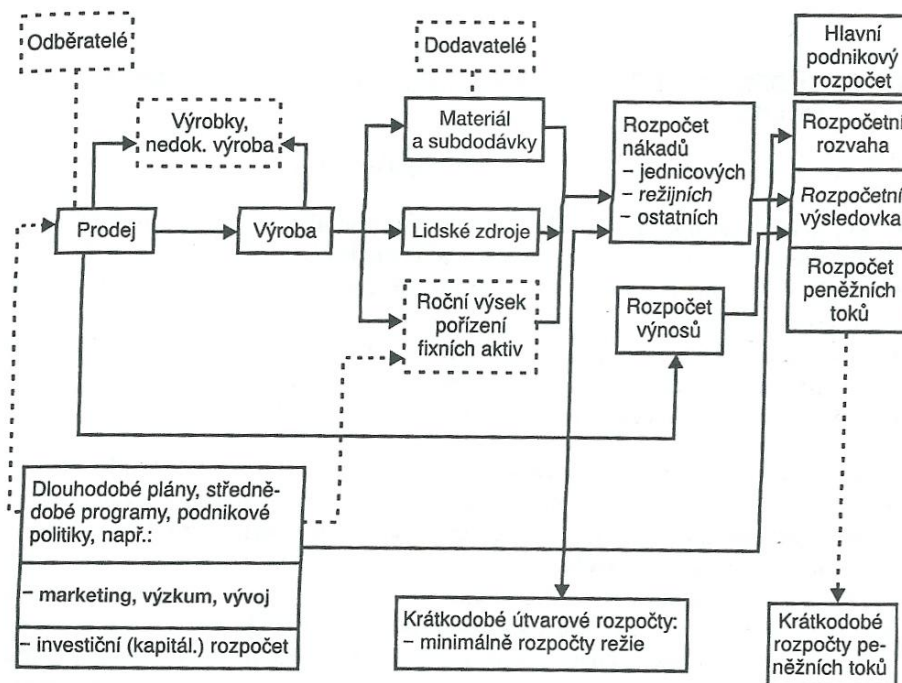 Odběratelé
Dodavatelé
Hlavní
podnikový
rozpočet
Výrobky,
nedok. výroba
Materiál
a subdodávky
Rozpočet
nákadů
– jednicových
– režijních
– ostatních
Rozpočetní
rozvaha
Prodej
Výroba
Lidské zdroje
Rozpočetní
výsledovka
Roční výsek
pořízení
fixních aktiv
Rozpočet
výnosů
Rozpočet
peněžních
toků
Dlouhodobé plány, středně-
dobé programy, podnikové
politiky, např.:
– marketing, výzkum, vývoj
– investiční (kapitál.) rozpočet
Krátkodobé útvarové rozpočty:
– minimálně rozpočty režie
Krátkodobé
rozpočty pe-
něžních toků